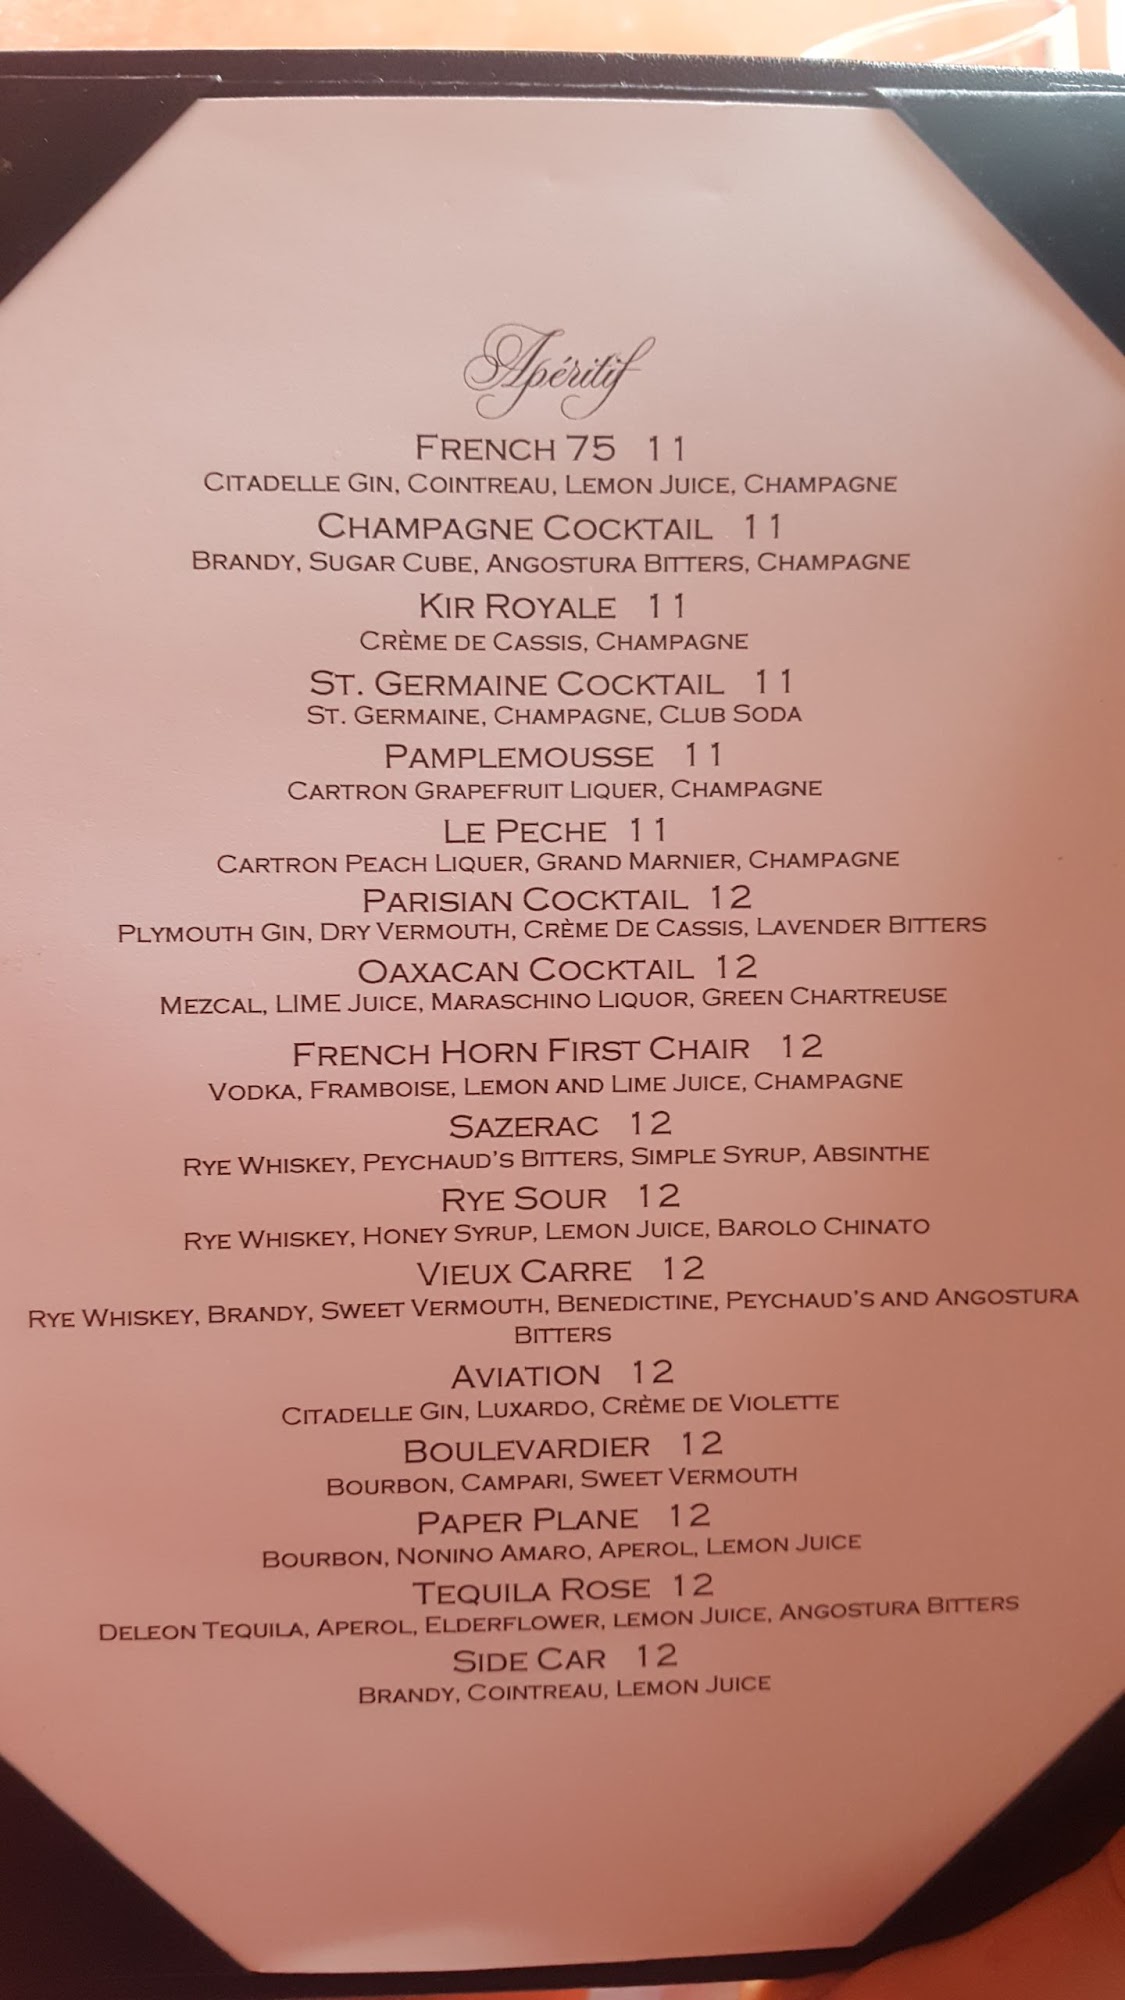 Apéritif
French 75 11
Citadelle Gin, Cointreau, Lemon Juice, Champagne
Champagne Cocktail 11
Brandy, Sugar Cube, Angostura Bitters, Champagne
Kir Royale 11
Crème de Cassis, Champagne
St. Germaine Cocktail 11
St. Germaine, Champagne, Club Soda
Pamplemousse 11
Cartron Grapefruit Liquer, Champagne
Le Peche 11
Cartron Peach Liquer, Grand Marnier, Champagne
Parisian Cocktail 12
Plymouth Gin, Dry Vermouth, Crème De Cassis, Lavender Bitters
Oaxacan Cocktail 12
Mezcal, LIME Juice, Maraschino Liquor, Green Chartreuse
French Horn First Chair 12
Vodka, Framboise, Lemon and Lime Juice, Champagne
Sazerac 12
Rye Whiskey, Peychaud's Bitters, Simple Syrup, Absinthe
Rye Sour 12
Rye Whiskey, Honey Syrup, Lemon Juice, Barolo Chinato
Vieux Carre 12
Rye Whiskey, Brandy, Sweet Vermouth, Benedictine, Peychaud's and Angostura
Bitters
Aviation 12
Citadelle Gin, Luxardo, Crème de Violette
Boulevardier 12
Bourbon, Campari, Sweet Vermouth
Paper Plane 12
Bourbon, Nonino Amaro, Aperol, Lemon Juice
Tequila Rose 12
Deleon Tequila, Aperol, Elderflower, lemon Juice, Angostura Bitters
Side Car 12
Brandy, Cointreau, Lemon Juice